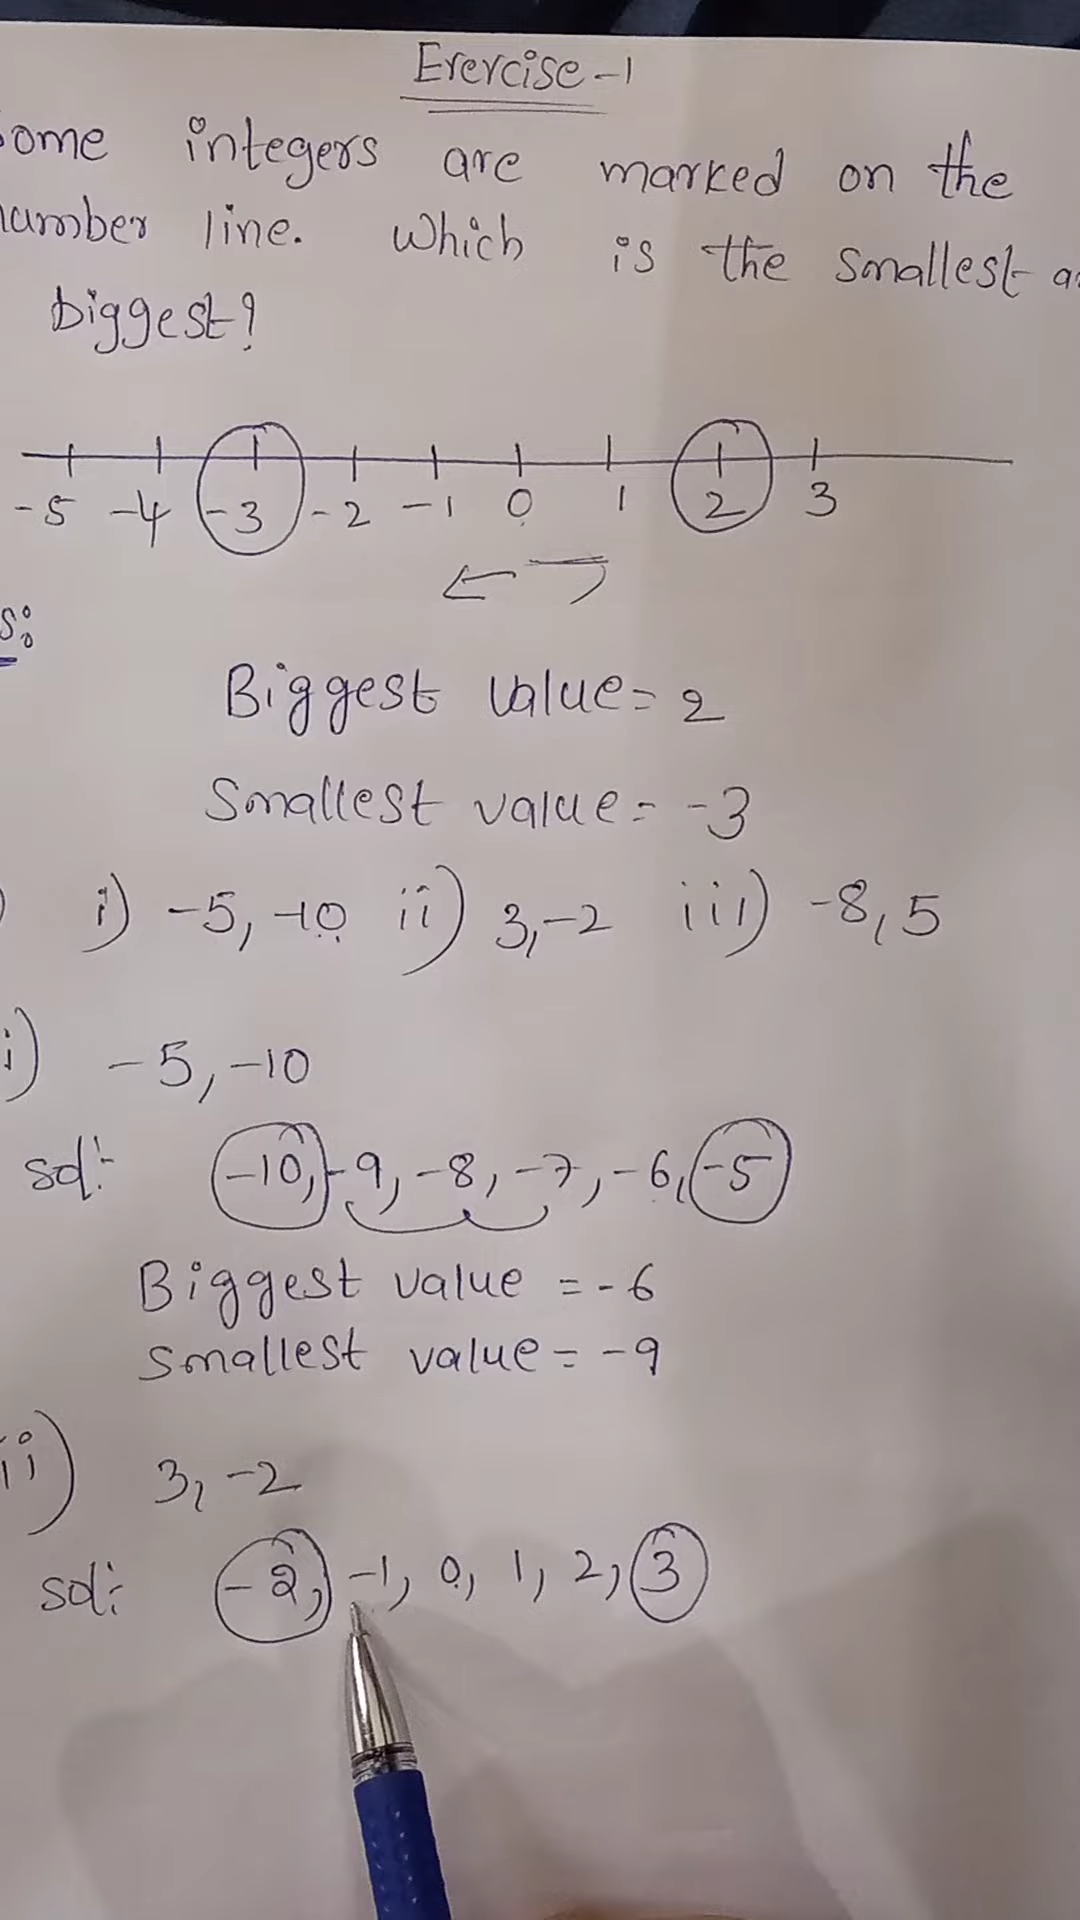 Exercise-1
Some integers are marked on the
number line. Which is the smallest
biggest?
-5 -4 -3 -2 -1 0 1 2 3
s:
Biggest value= 2
Smallest value= -3
) i) -5, -10 ii) 3,-2 iii) -8,5
i) -5, -10
sol:- -10, -9, -8, -7, -6, -5
Biggest value = -6
Smallest value = -9
ii) 3, -2
sol: -2, -1, 0, 1, 2, 3